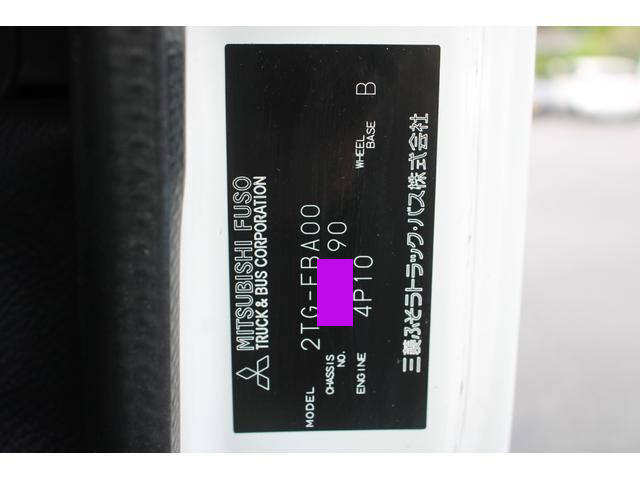 MITSUBISHI FUSO
TRUCK & BUS CORPORATION
MODEL 2TG-FBA00
CHASSIS NO. 90
ENGINE 4P10 WHEEL BASE B
三菱ふそうトラック・バス株式会社